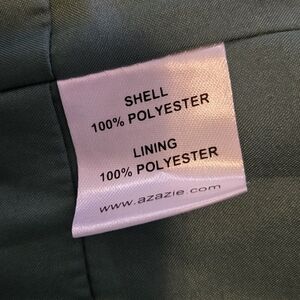 SHELL
100% POLYESTER
LINING
100% POLYESTER
www.azazie.com